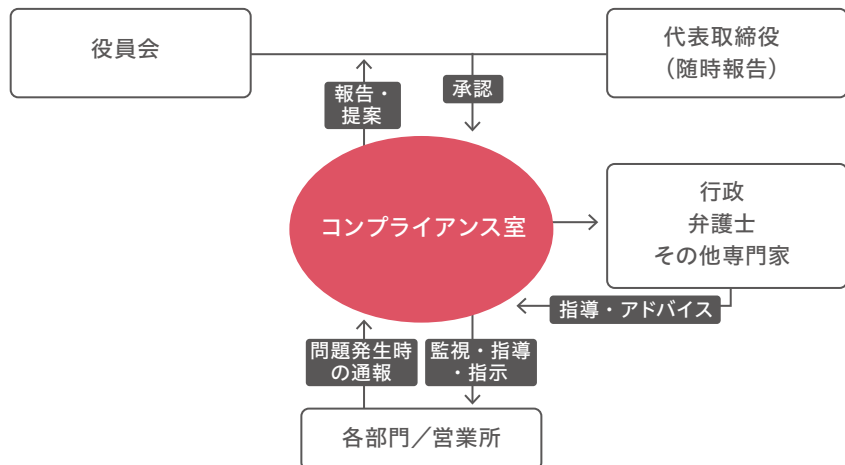 役員会
代表取締役
（随時報告）
報告・
提案
承認
コンプライアンス室
行政
弁護士
その他専門家
指導・アドバイス
問題発生時
の通報
監視・指導
・指示
各部門／営業所